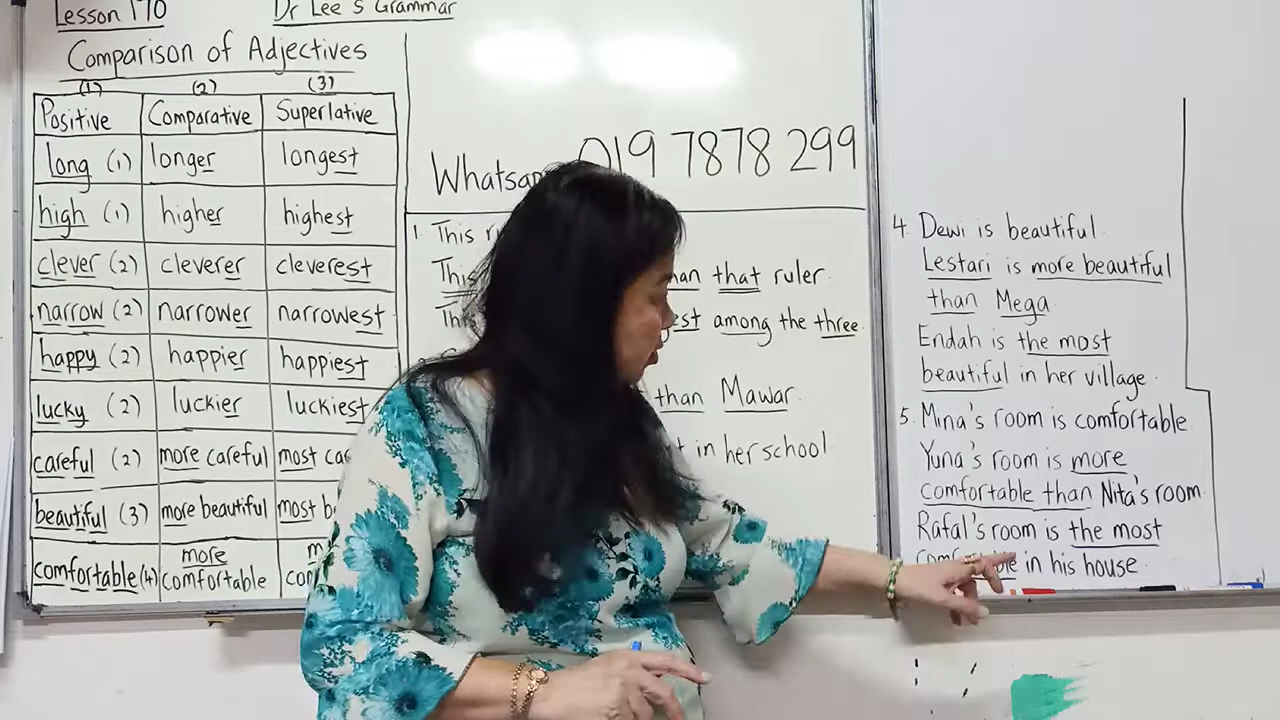 Lesson 170
Dr Lee's Grammar
Comparison of Adjectives
(1) (2) (3)
Positive Comparative Superlative
long (1) longer longest
high (1) higher highest
clever (2) cleverer cleverest
narrow (2) narrower narrowest
happy (2) happier happiest
lucky (2) luckier luckiest
careful (2) more careful most
beautiful (3) more beautiful most
more
comfortable (4) comfortable
019 7878 299
1. This
This that ruler.
among the three.
than Mawar.
in her school.
4. Dewi is beautiful.
Lestari is more beautiful
than Mega.
Endah is the most
beautiful in her village.
5. Mina's room is comfortable.
Yuna's room is more
comfortable than Nita's room.
Rafal's room is the most
in his house.